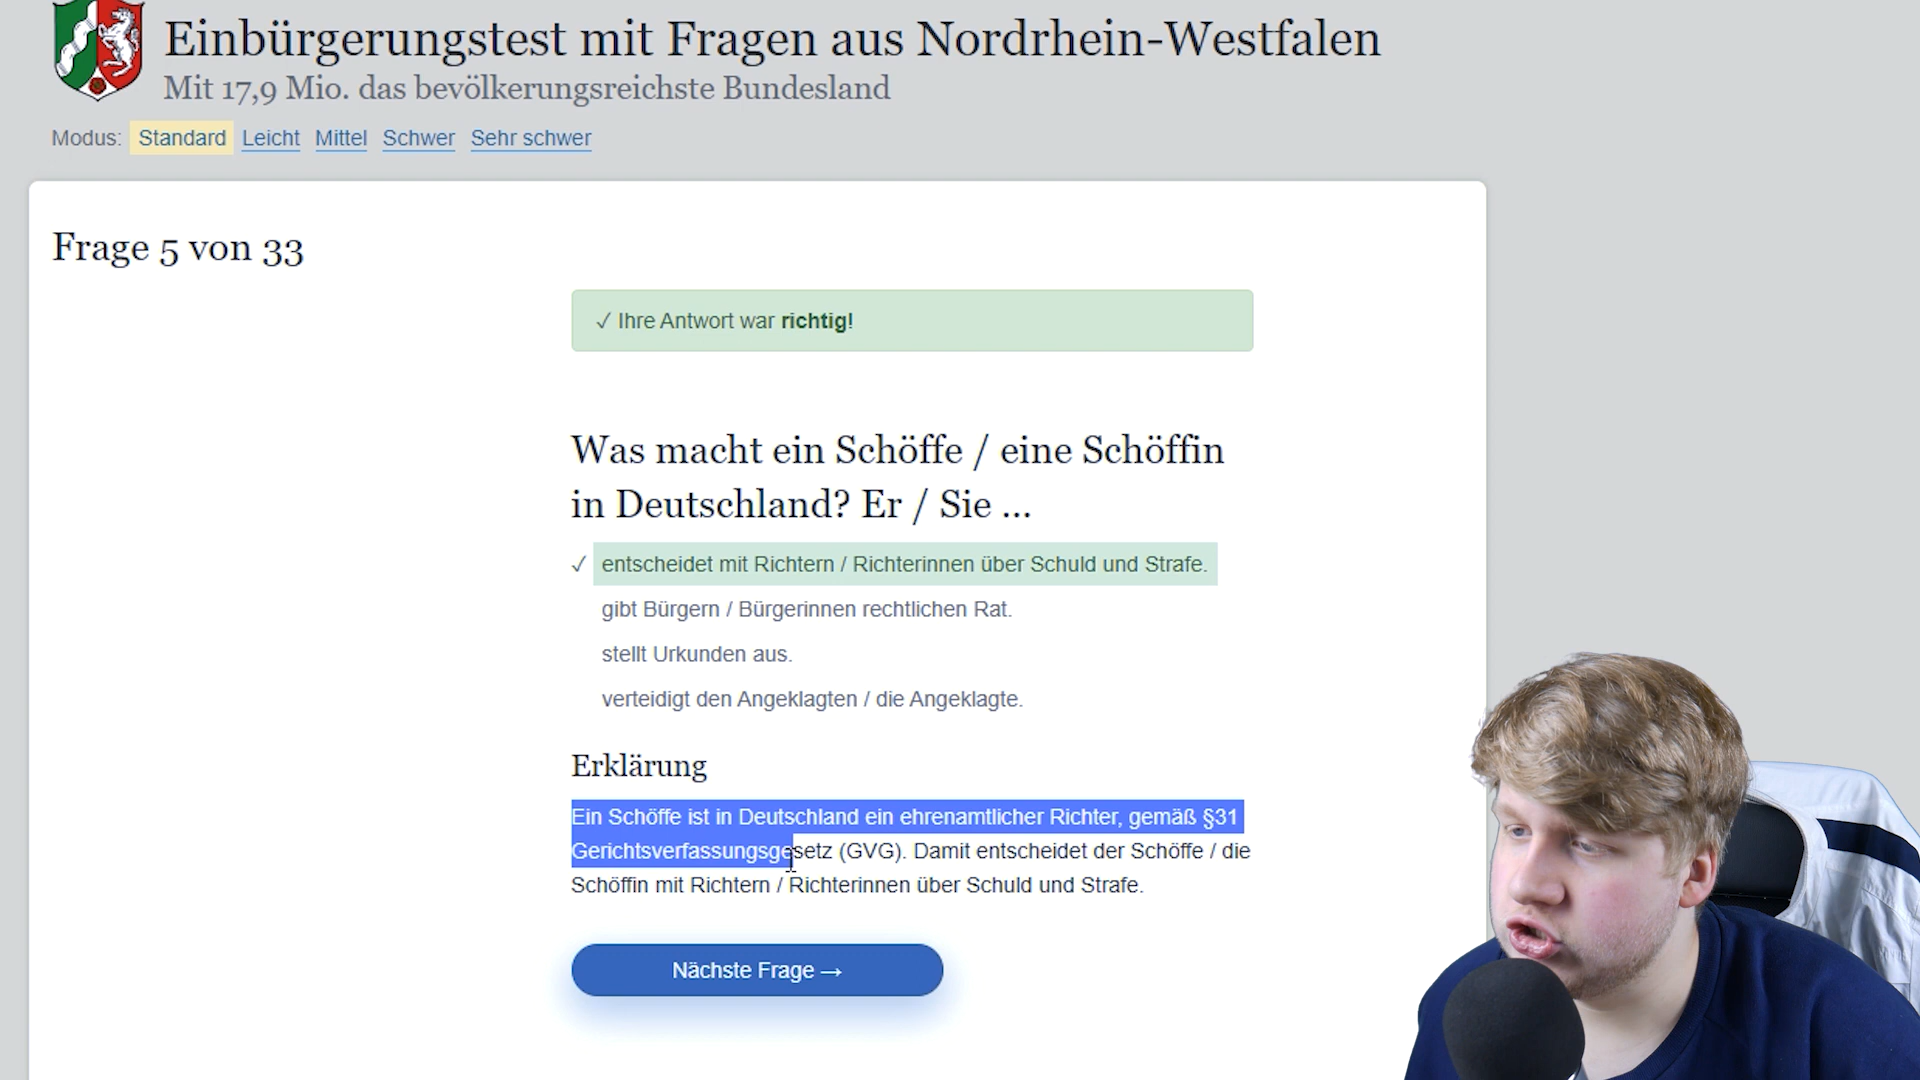 Einbürgerungstest mit Fragen aus Nordrhein-Westfalen
Mit 17,9 Mio. das bevölkerungsreichste Bundesland
Modus: Standard Leicht Mittel Schwer Sehr schwer
Frage 5 von 33
✓ Ihre Antwort war richtig!
Was macht ein Schöffe / eine Schöffin
in Deutschland? Er / Sie ...
✓ entscheidet mit Richtern / Richterinnen über Schuld und Strafe.
gibt Bürgern / Bürgerinnen rechtlichen Rat.
stellt Urkunden aus.
verteidigt den Angeklagten / die Angeklagte.
Erklärung
Ein Schöffe ist in Deutschland ein ehrenamtlicher Richter, gemäß §31
Gerichtsverfassungsgesetz (GVG). Damit entscheidet der Schöffe / die
Schöffin mit Richtern / Richterinnen über Schuld und Strafe.
Nächste Frage →